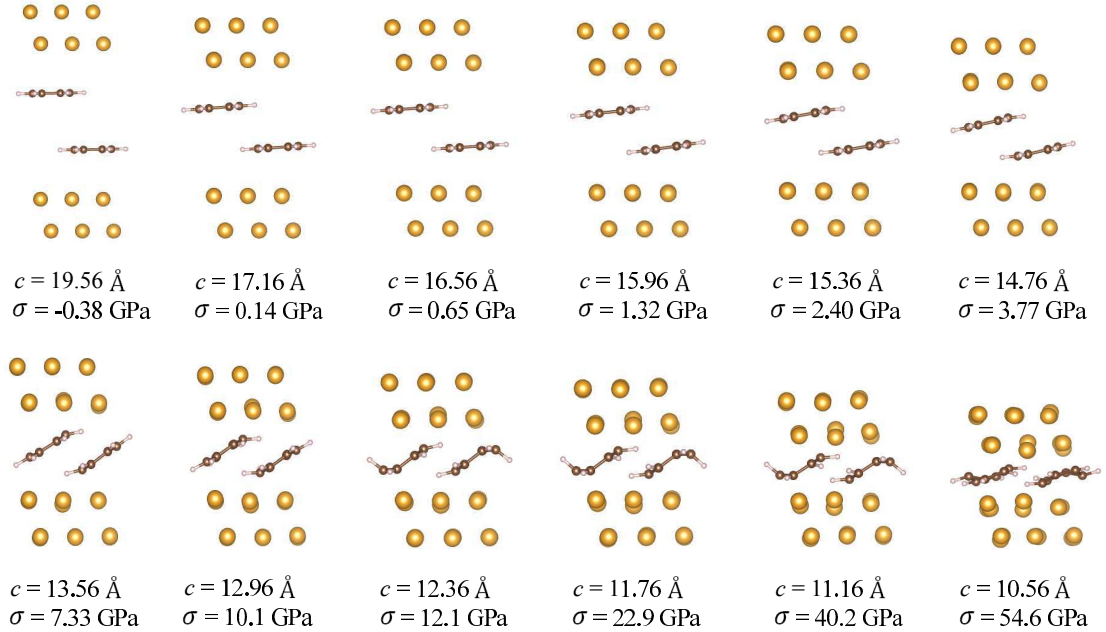 c = 19.56 Å
σ = -0.38 GPa
c = 17.16 Å
σ = 0.14 GPa
c = 16.56 Å
σ = 0.65 GPa
c = 15.96 Å
σ = 1.32 GPa
c = 15.36 Å
σ = 2.40 GPa
c = 14.76 Å
σ = 3.77 GPa
c = 13.56 Å
σ = 7.33 GPa
c = 12.96 Å
σ = 10.1 GPa
c = 12.36 Å
σ = 12.1 GPa
c = 11.76 Å
σ = 22.9 GPa
c = 11.16 Å
σ = 40.2 GPa
c = 10.56 Å
σ = 54.6 GPa